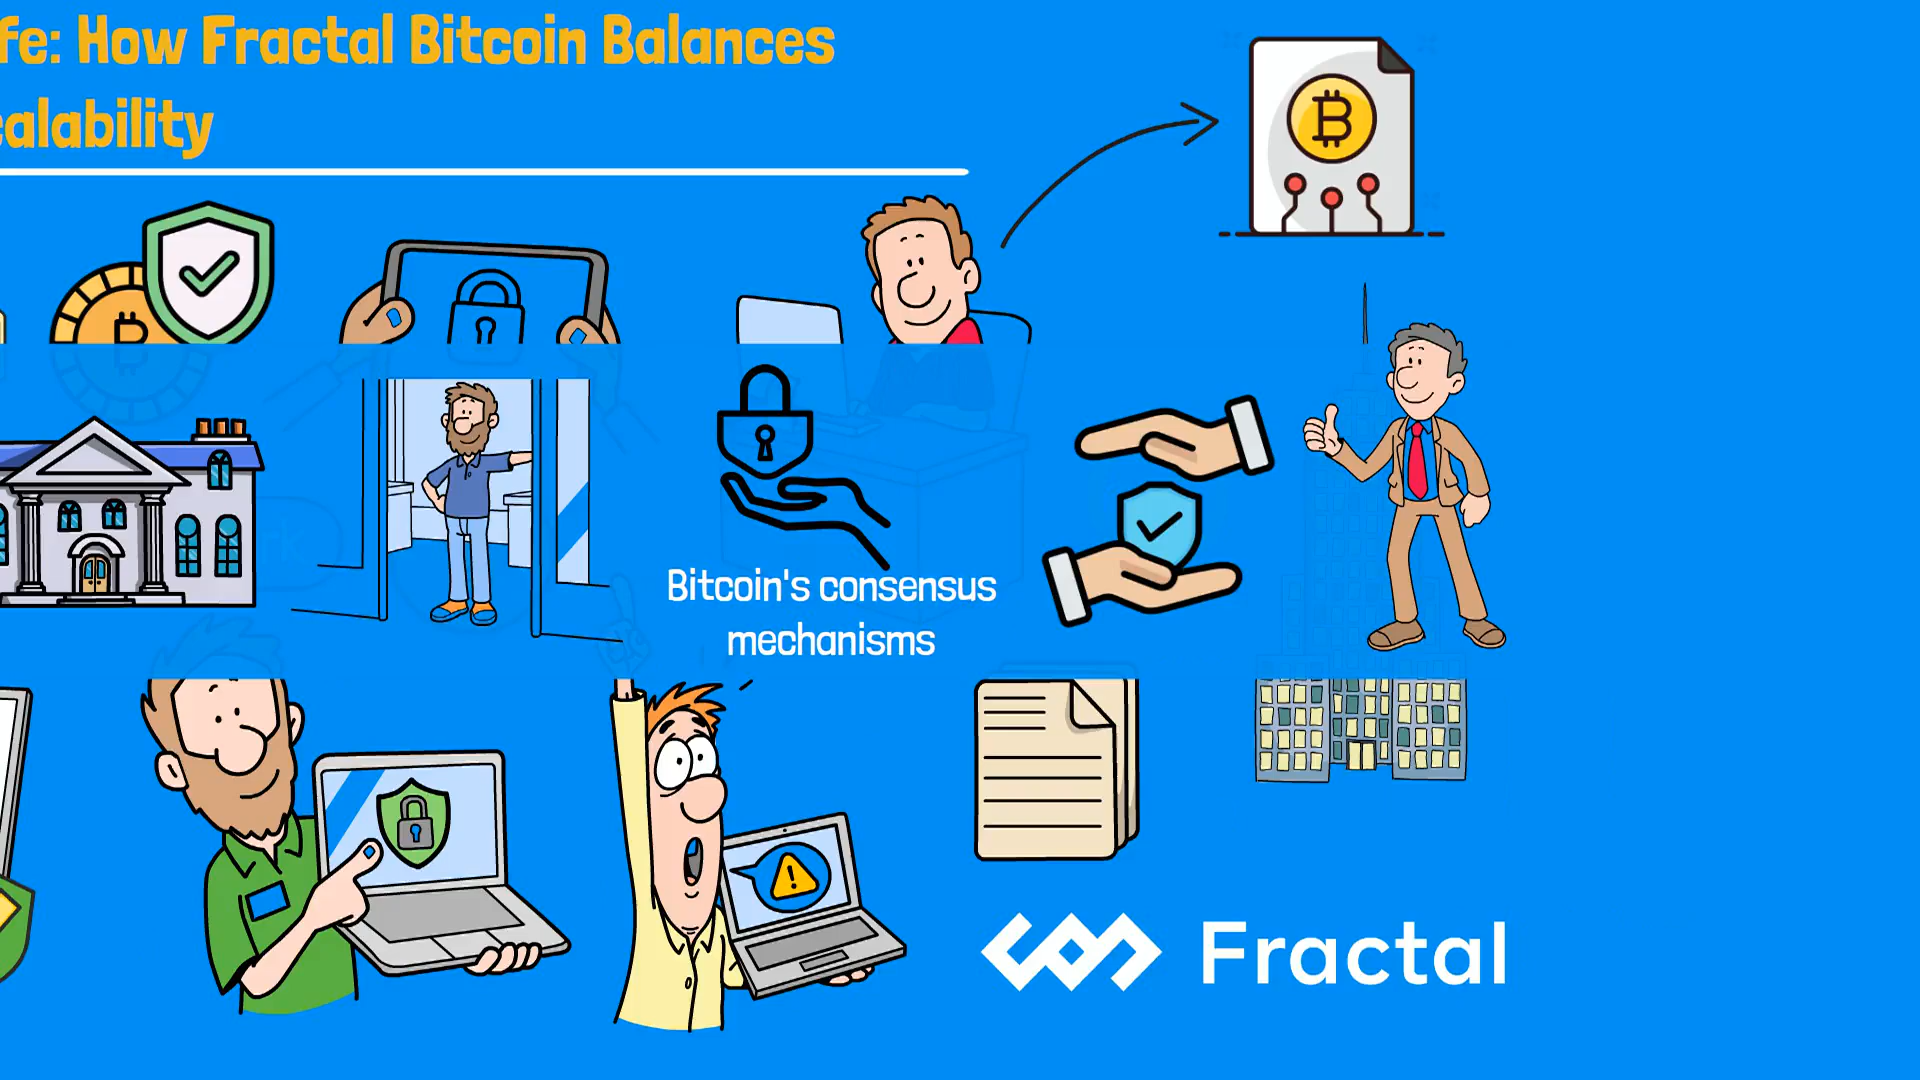 fe: How Fractal Bitcoin Balances
calability
Bitcoin's consensus
mechanisms
Fractal